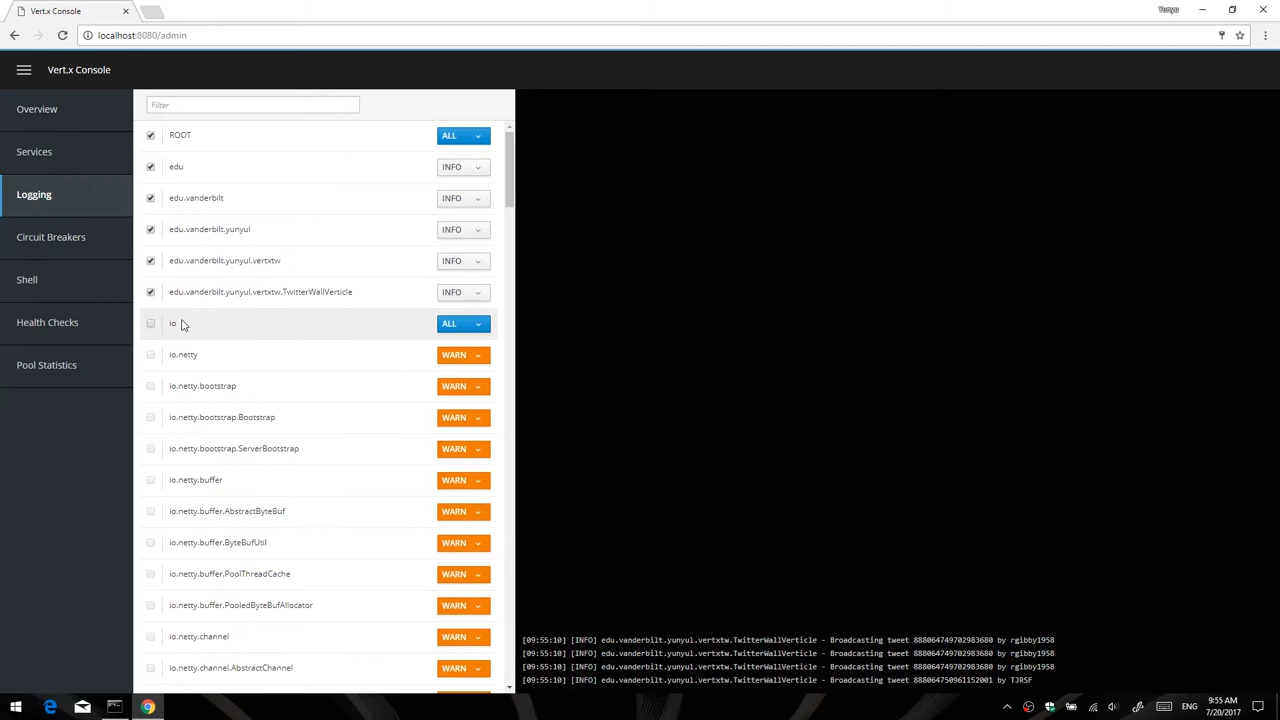 Vert.x Console
Yunyu
localhost:8080/admin
Vert.x Console
Overview
Services
Logging
Circuit Breakers
Shell
Health Checks
Pool Statistics
Filter
ROOT ALL
edu INFO
edu.vanderbilt INFO
edu.vanderbilt.yunyul INFO
edu.vanderbilt.yunyul.vertxtw INFO
edu.vanderbilt.yunyul.vertxtw.TwitterWallVerticle INFO
io ALL
io.netty WARN
io.netty.bootstrap WARN
io.netty.bootstrap.Bootstrap WARN
io.netty.bootstrap.ServerBootstrap WARN
io.netty.buffer WARN
io.netty.buffer.AbstractByteBuf WARN
io.netty.buffer.ByteBufUtil WARN
io.netty.buffer.PoolThreadCache WARN
io.netty.buffer.PooledByteBufAllocator WARN
io.netty.channel WARN
io.netty.channel.AbstractChannel WARN
[09:55:10] [INFO] edu.vanderbilt.yunyul.vertxtw.TwitterWallVerticle - Broadcasting tweet 888064749702983680 by rgibby1958
[09:55:10] [INFO] edu.vanderbilt.yunyul.vertxtw.TwitterWallVerticle - Broadcasting tweet 888064749702983680 by rgibby1958
[09:55:10] [INFO] edu.vanderbilt.yunyul.vertxtw.TwitterWallVerticle - Broadcasting tweet 888064749702983680 by rgibby1958
[09:55:10] [INFO] edu.vanderbilt.yunyul.vertxtw.TwitterWallVerticle - Broadcasting tweet 888064750961152001 by TJRSF
ENG
9:55 AM
7/20/2017